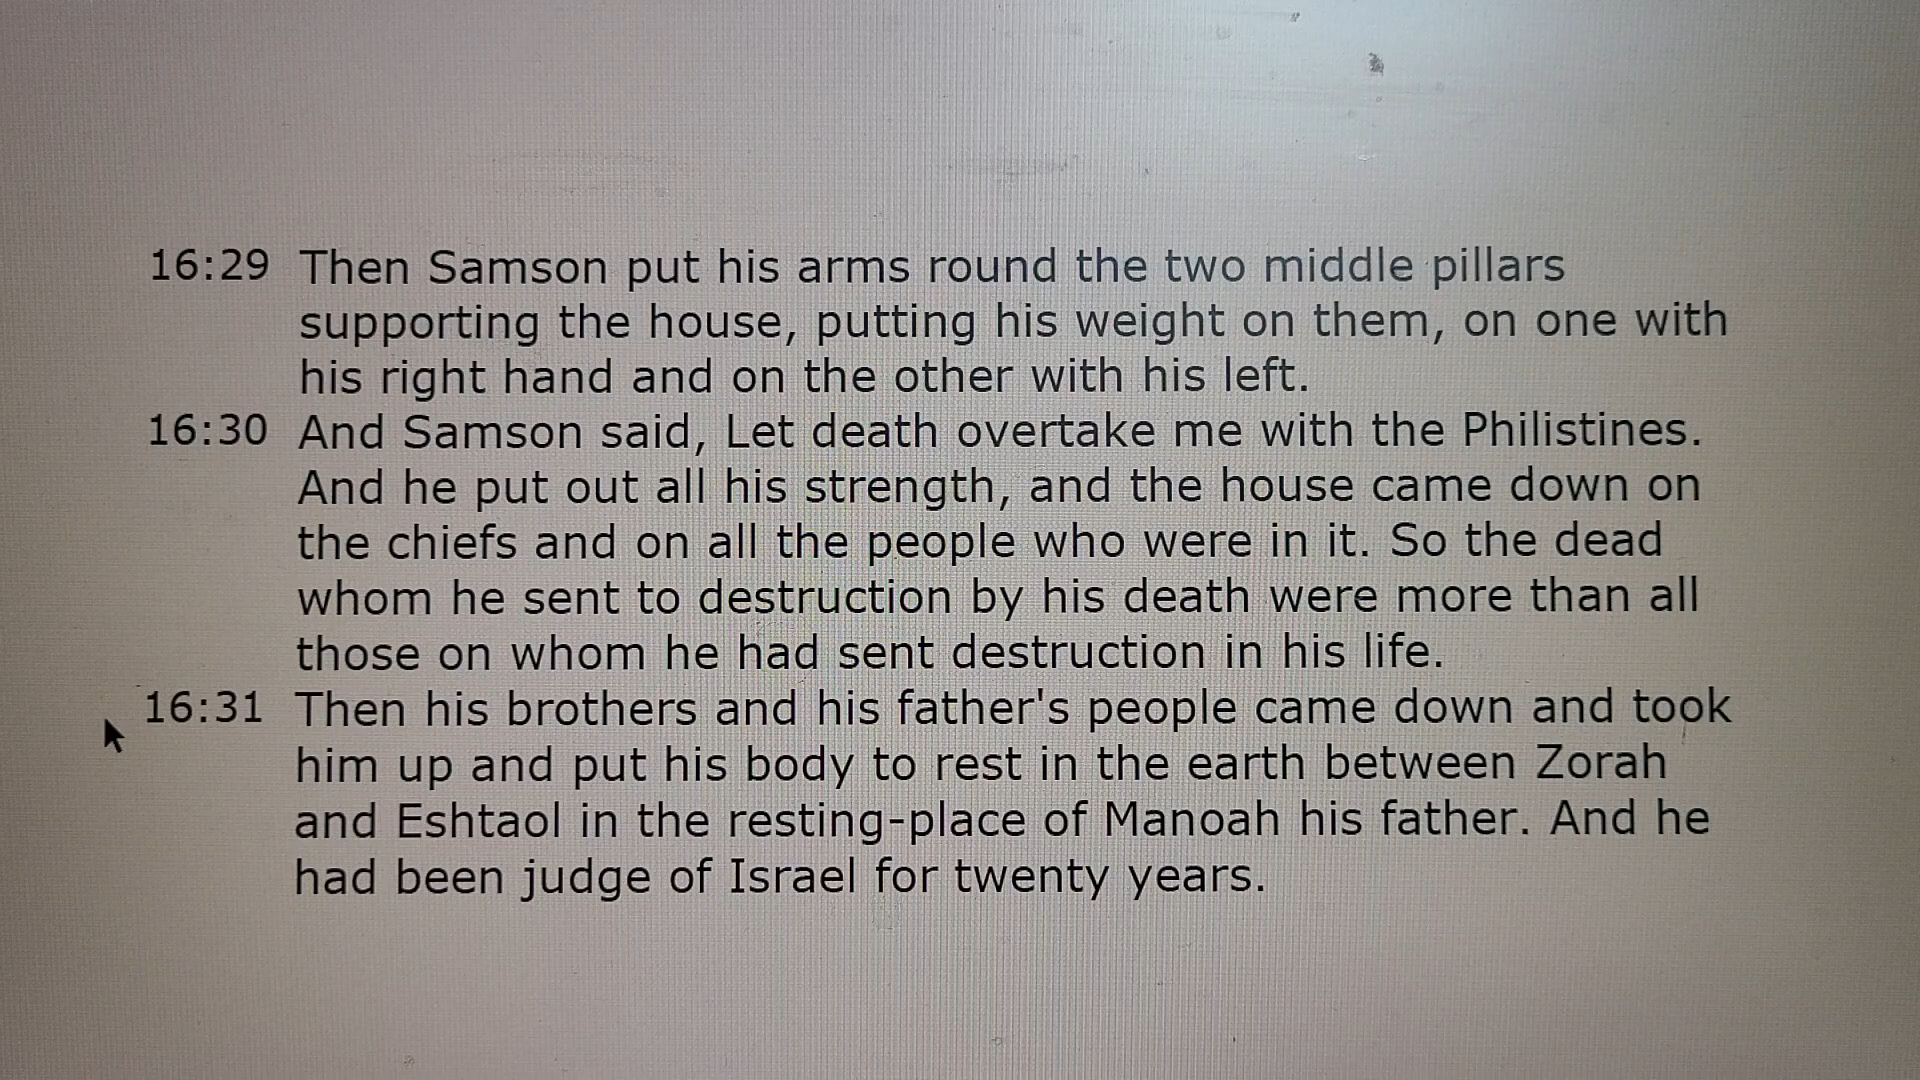 16:29 Then Samson put his arms round the two middle pillars
supporting the house, putting his weight on them, on one with
his right hand and on the other with his left.
16:30 And Samson said, Let death overtake me with the Philistines.
And he put out all his strength, and the house came down on
the chiefs and on all the people who were in it. So the dead
whom he sent to destruction by his death were more than all
those on whom he had sent destruction in his life.
16:31 Then his brothers and his father's people came down and took
him up and put his body to rest in the earth between Zorah
and Eshtaol in the resting-place of Manoah his father. And he
had been judge of Israel for twenty years.